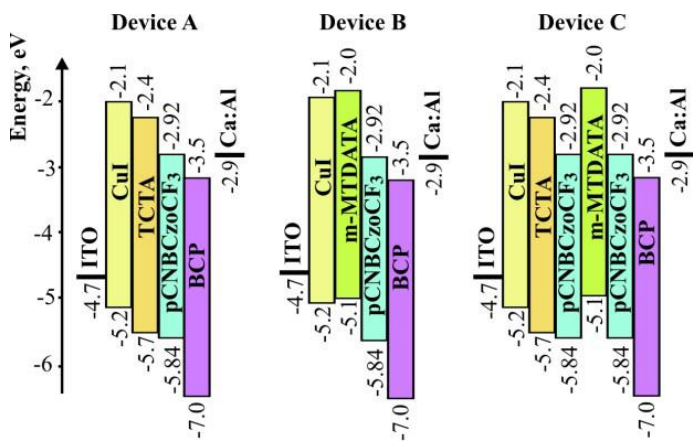 Device A
Device B
Device C
Energy, eV
-2
-3
-4
-5
-6
ITO
-4.7
-2.1
CuI
-5.2
-2.4
TCTA
-5.7
-2.92
pCNBCzoCF3
-5.84
-3.5
BCP
-7.0
Ca:Al
-2.9
ITO
-4.7
-2.1
CuI
-5.2
-2.0
m-MTDATA
-5.1
-2.92
pCNBCzoCF3
-5.84
-3.5
BCP
-7.0
Ca:Al
-2.9
ITO
-4.7
-2.1
CuI
-5.2
-2.4
TCTA
-5.7
-2.92
pCNBCzoCF3
-5.84
-2.0
m-MTDATA
-5.1
-2.92
pCNBCzoCF3
-5.84
-3.5
BCP
-7.0
Ca:Al
-2.9